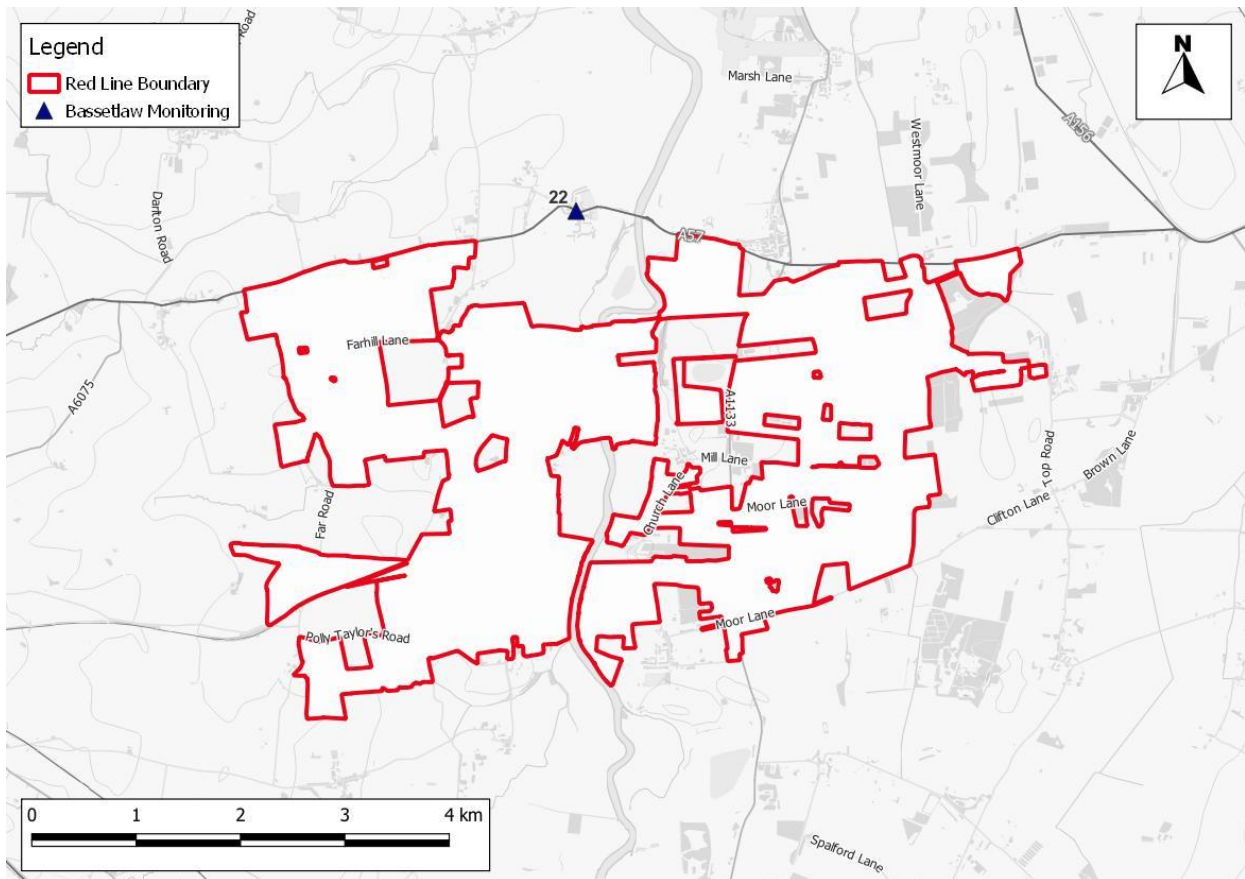 Legend
Red Line Boundary
Bassetlaw Monitoring
Road
N
Marsh Lane
Westmoor Lane
A156
Darlton Road
22
A57
Farhill Lane
A6075
A1133
Mill Lane
Church Lane
Moor Lane
Top Road
Brown Lane
Clifton Lane
Far Road
Moor Lane
Polly Taylor's Road
Spalford Lane
0 1 2 3 4 km